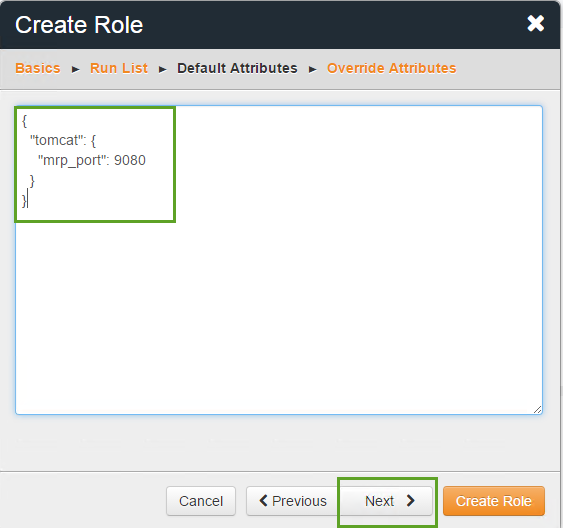 Create Role
Basics ► Run List ► Default Attributes ► Override Attributes
{
"tomcat": {
"mrp_port": 9080
}
}
Cancel Previous Next Create Role